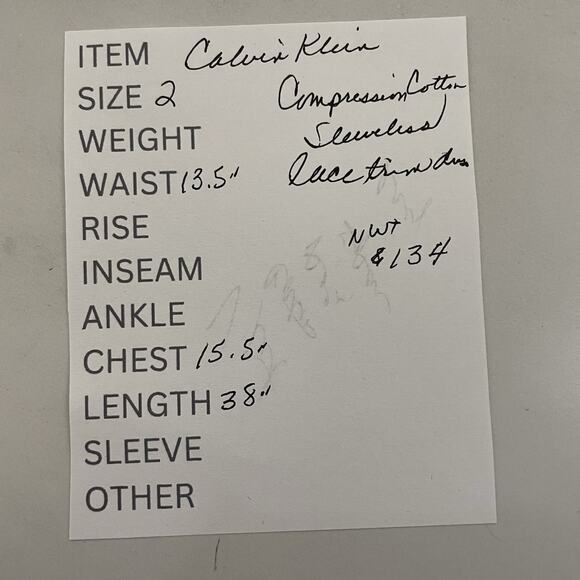 ITEM Calvin Klein
SIZE 2 Compression Cotton
WEIGHT Sleeveless
WAIST 13.5" lace trim dress
RISE
NWT
INSEAM $134
ANKLE
CHEST 15.5"
LENGTH 38"
SLEEVE
OTHER